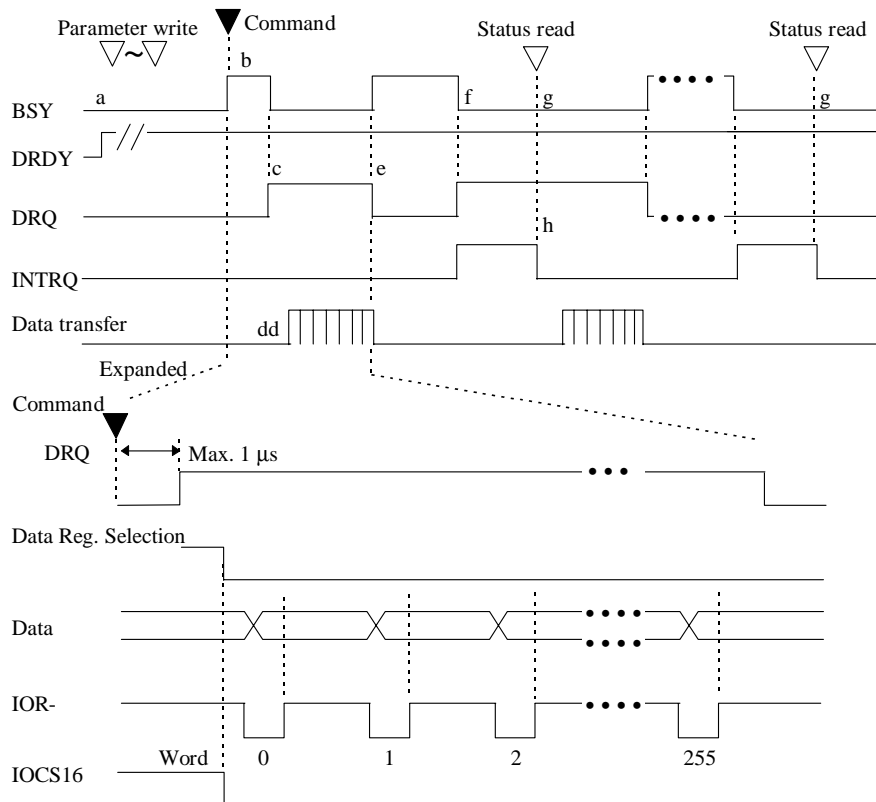 Parameter write
Command
Status read
Status read
b
a
f
g
g
BSY
DRDY
c
e
DRQ
h
INTRQ
Data transfer
dd
Expanded
Command
DRQ
Max. 1 μs
Data Reg. Selection
Data
IOR-
Word
0
1
2
255
IOCS16